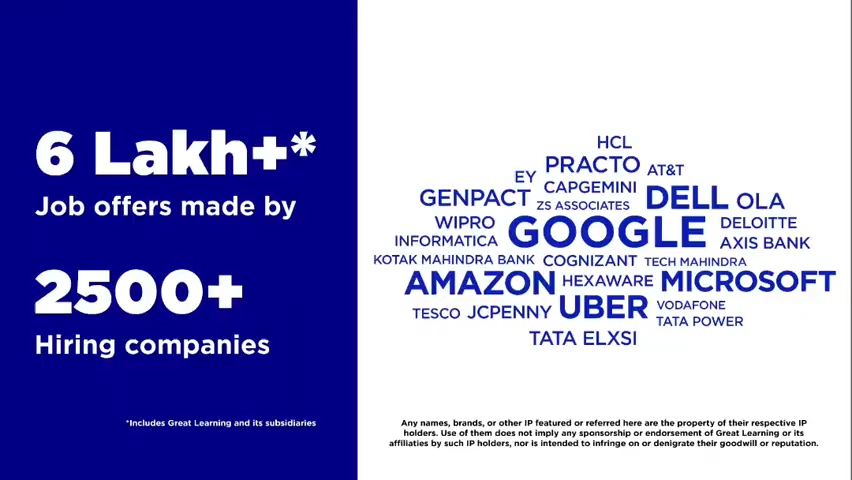 6 Lakh+*
Job offers made by
2500+
Hiring companies
*Includes Great Learning and its subsidiaries
HCL
PRACTO AT&T
EY CAPGEMINI
GENPACT ZS ASSOCIATES DELL OLA
WIPRO GOOGLE DELOITTE
INFORMATICA AXIS BANK
KOTAK MAHINDRA BANK COGNIZANT TECH MAHINDRA
AMAZON HEXAWARE MICROSOFT
TESCO JCPENNY UBER VODAFONE
TATA POWER
TATA ELXSI
Any names, brands, or other IP featured or referred here are the property of their respective IP
holders. Use of them does not imply any sponsorship or endorsement of Great Learning or its
affiliaties by such IP holders, nor is intended to infringe on or denigrate their goodwill or reputation.